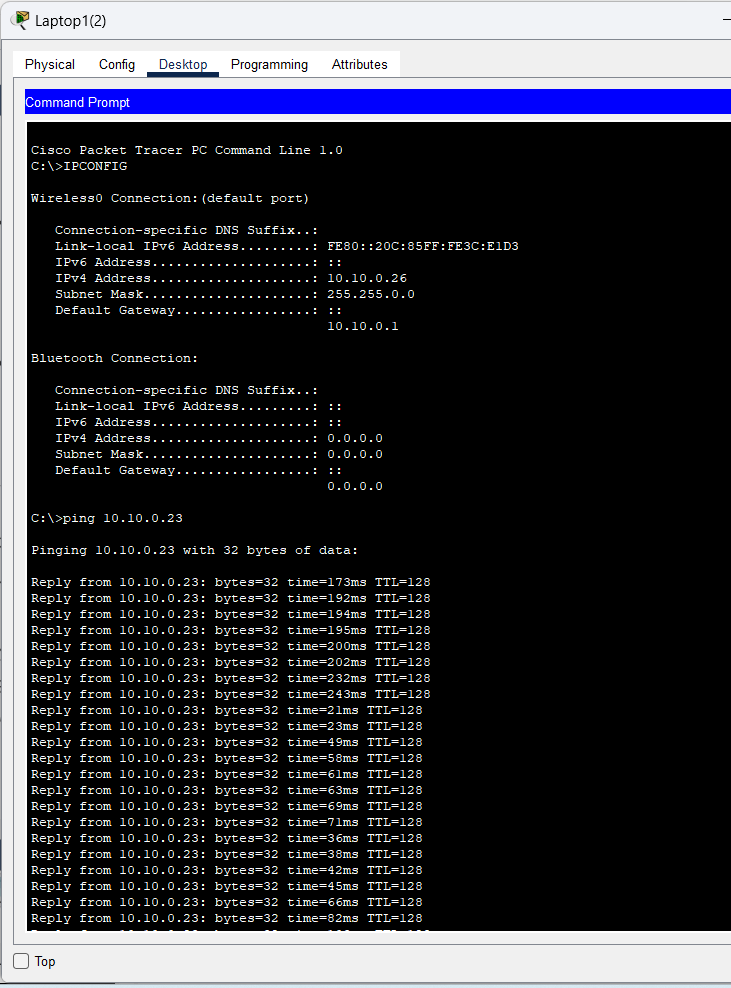 Laptop1(2)
Physical Config Desktop Programming Attributes
Command Prompt
Cisco Packet Tracer PC Command Line 1.0
C:\>IPCONFIG
Wireless0 Connection:(default port)
Connection-specific DNS Suffix..:
Link-local IPv6 Address.........: FE80::20C:85FF:FE3C:E1D3
IPv6 Address....................: ::
IPv4 Address....................: 10.10.0.26
Subnet Mask.....................: 255.255.0.0
Default Gateway.................: ::
10.10.0.1
Bluetooth Connection:
Connection-specific DNS Suffix..:
Link-local IPv6 Address.........: ::
IPv6 Address....................: ::
IPv4 Address....................: 0.0.0.0
Subnet Mask.....................: 0.0.0.0
Default Gateway.................: ::
0.0.0.0
C:\>ping 10.10.0.23
Pinging 10.10.0.23 with 32 bytes of data:
Reply from 10.10.0.23: bytes=32 time=173ms TTL=128
Reply from 10.10.0.23: bytes=32 time=192ms TTL=128
Reply from 10.10.0.23: bytes=32 time=194ms TTL=128
Reply from 10.10.0.23: bytes=32 time=195ms TTL=128
Reply from 10.10.0.23: bytes=32 time=200ms TTL=128
Reply from 10.10.0.23: bytes=32 time=202ms TTL=128
Reply from 10.10.0.23: bytes=32 time=232ms TTL=128
Reply from 10.10.0.23: bytes=32 time=243ms TTL=128
Reply from 10.10.0.23: bytes=32 time=21ms TTL=128
Reply from 10.10.0.23: bytes=32 time=23ms TTL=128
Reply from 10.10.0.23: bytes=32 time=49ms TTL=128
Reply from 10.10.0.23: bytes=32 time=58ms TTL=128
Reply from 10.10.0.23: bytes=32 time=61ms TTL=128
Reply from 10.10.0.23: bytes=32 time=63ms TTL=128
Reply from 10.10.0.23: bytes=32 time=69ms TTL=128
Reply from 10.10.0.23: bytes=32 time=71ms TTL=128
Reply from 10.10.0.23: bytes=32 time=36ms TTL=128
Reply from 10.10.0.23: bytes=32 time=38ms TTL=128
Reply from 10.10.0.23: bytes=32 time=42ms TTL=128
Reply from 10.10.0.23: bytes=32 time=45ms TTL=128
Reply from 10.10.0.23: bytes=32 time=66ms TTL=128
Reply from 10.10.0.23: bytes=32 time=82ms TTL=128
Top